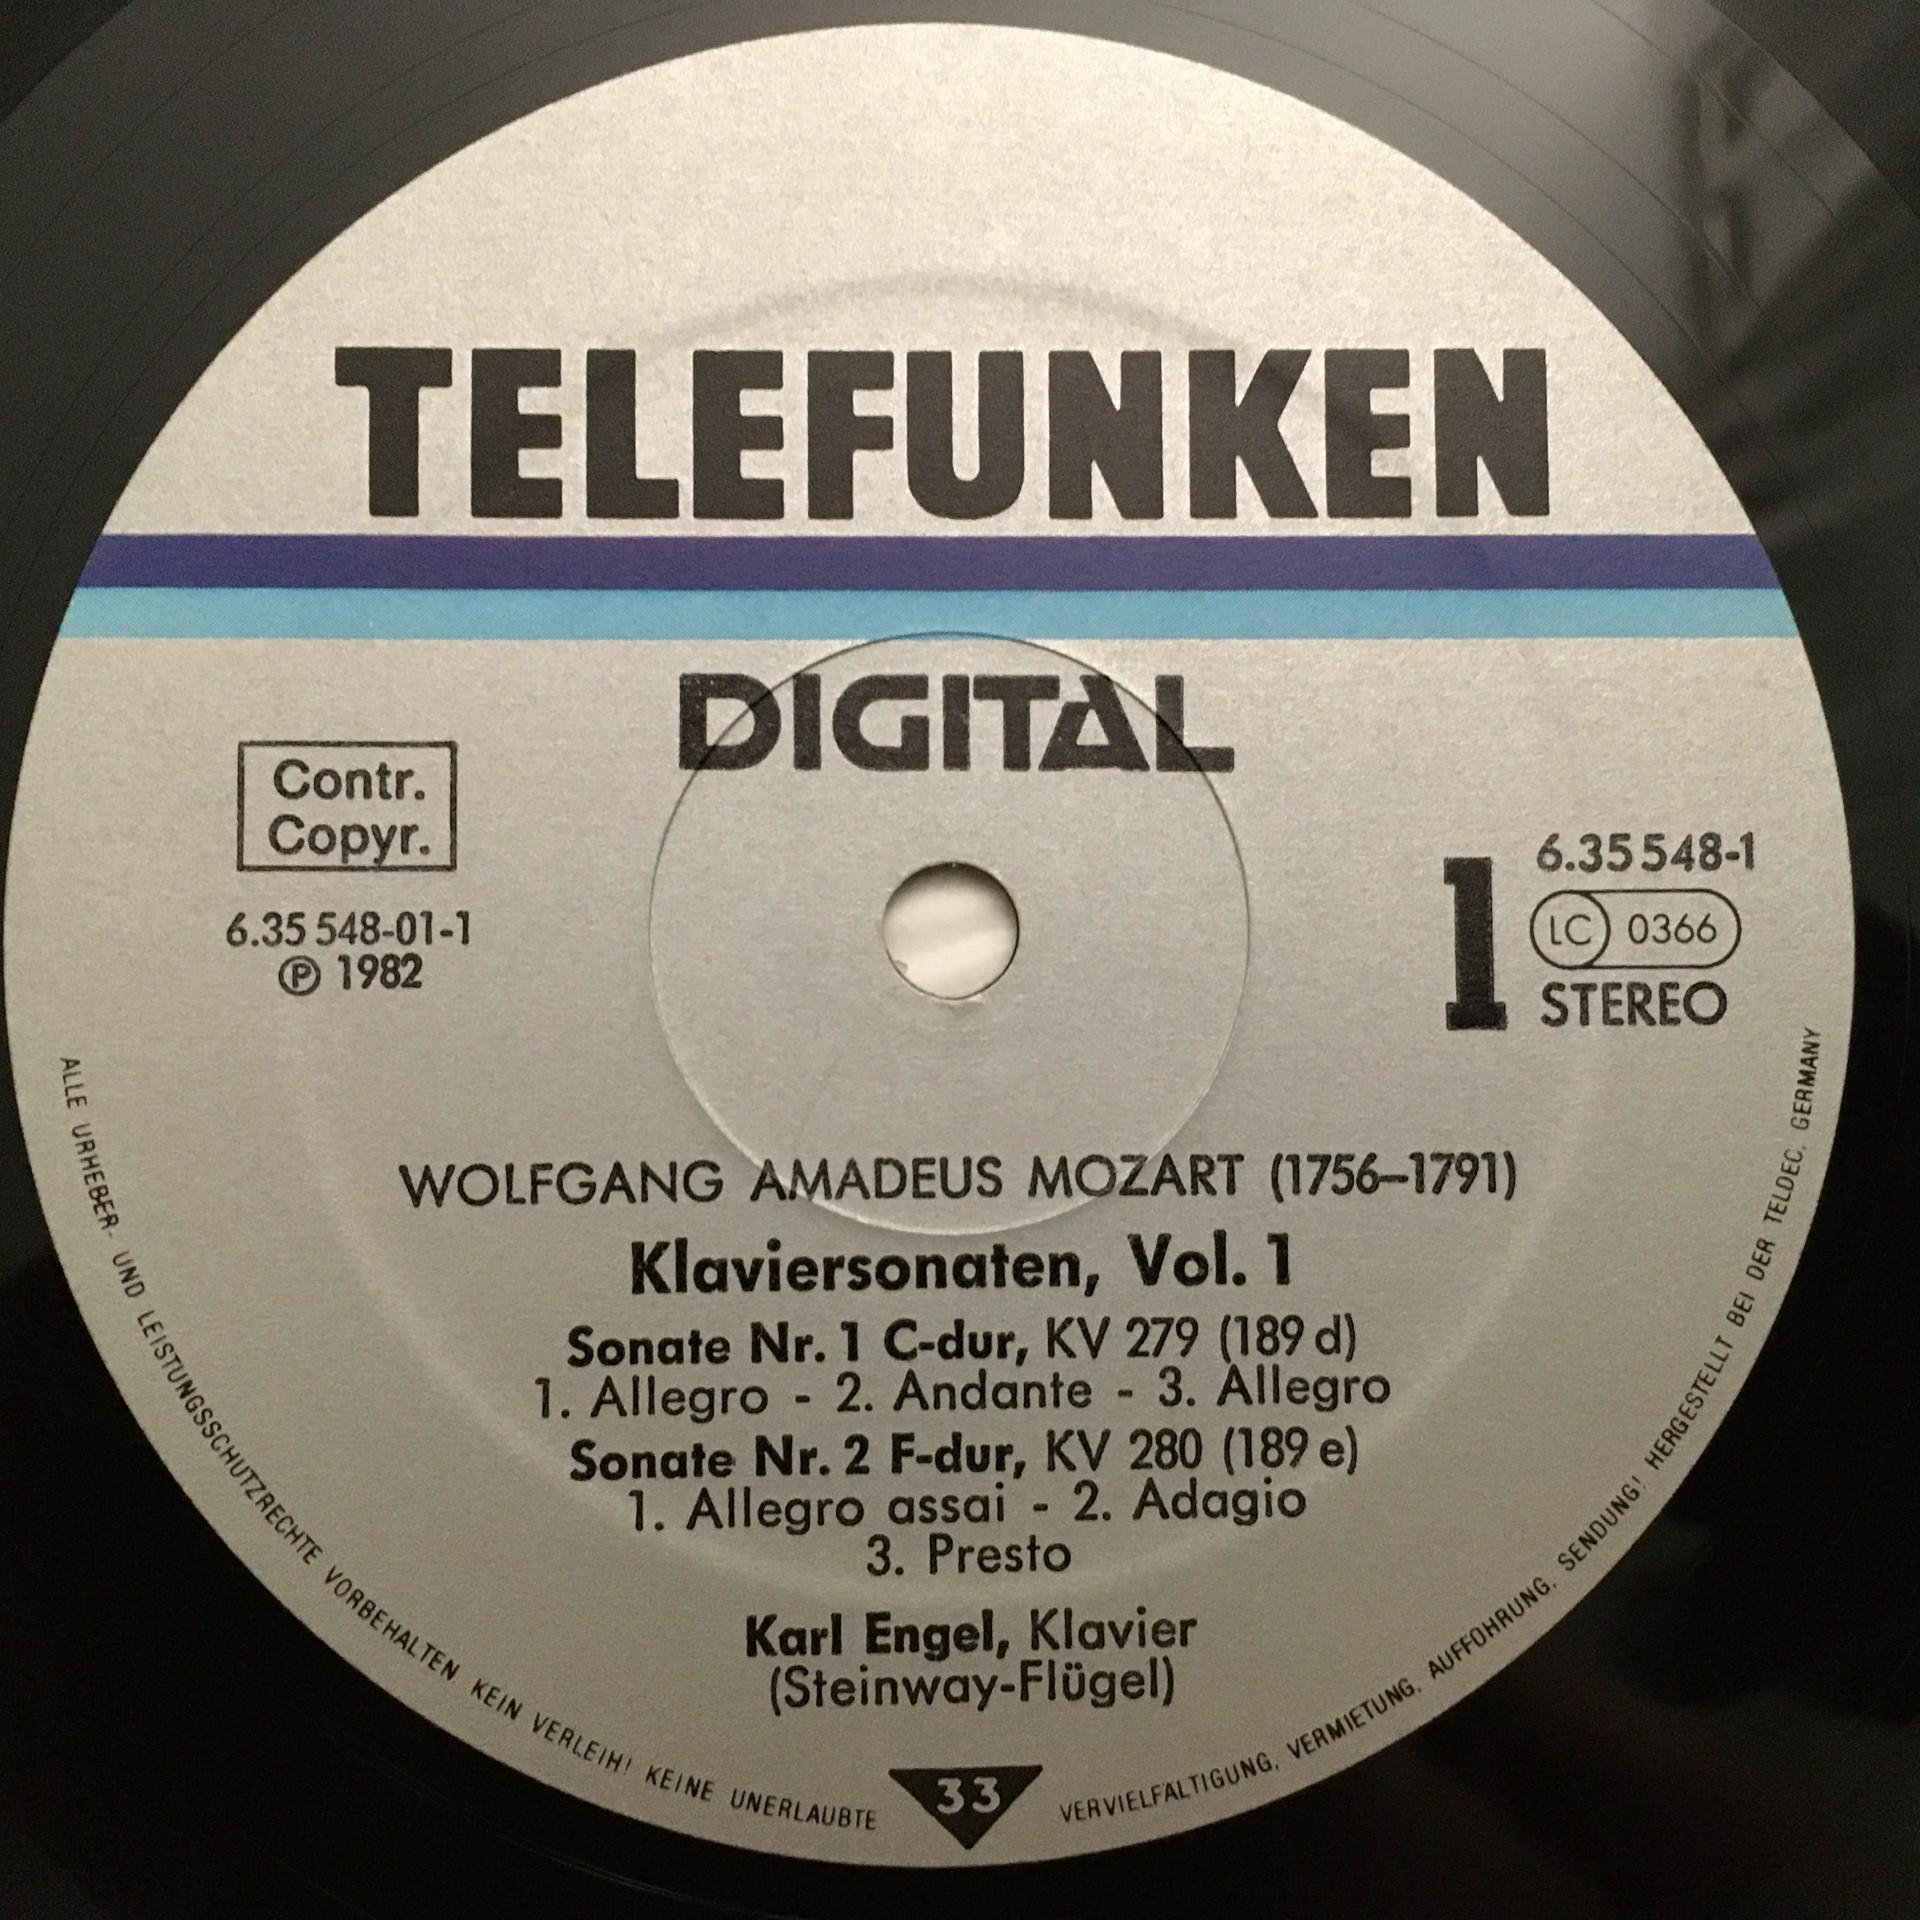 TELEFUNKEN
DIGITAL
Contr.
Copyr.
6.35 548-01-1
Ⓟ 1982
1
6.35 548-1
LC 0366
STEREO
WOLFGANG AMADEUS MOZART (1756–1791)
Klaviersonaten, Vol. 1
Sonate Nr. 1 C-dur, KV 279 (189 d)
1. Allegro - 2. Andante - 3. Allegro
Sonate Nr. 2 F-dur, KV 280 (189 e)
1. Allegro assai - 2. Adagio
3. Presto
Karl Engel, Klavier
(Steinway-Flügel)
33
ALLE URHEBER- UND LEISTUNGSSCHUTZRECHTE VORBEHALTEN. KEIN VERLEIH! KEINE UNERLAUBTE VERVIELFÄLTIGUNG, VERMIETUNG, AUFFÜHRUNG, SENDUNG! HERGESTELLT BEI DER TELDEC, GERMANY